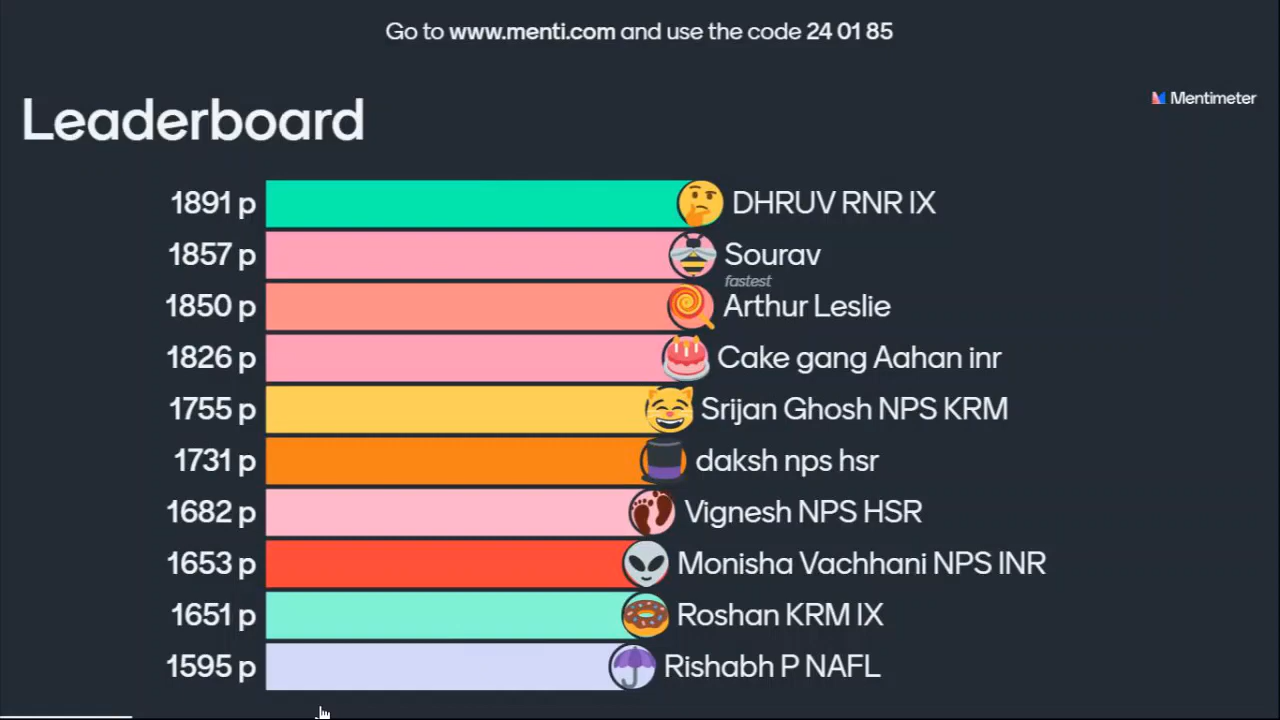 Go to www.menti.com and use the code 24 01 85
Mentimeter
Leaderboard
1891 p DHRUV RNR IX
1857 p Sourav
fastest
1850 p Arthur Leslie
1826 p Cake gang Aahan inr
1755 p Srijan Ghosh NPS KRM
1731 p daksh nps hsr
1682 p Vignesh NPS HSR
1653 p Monisha Vachhani NPS INR
1651 p Roshan KRM IX
1595 p Rishabh P NAFL